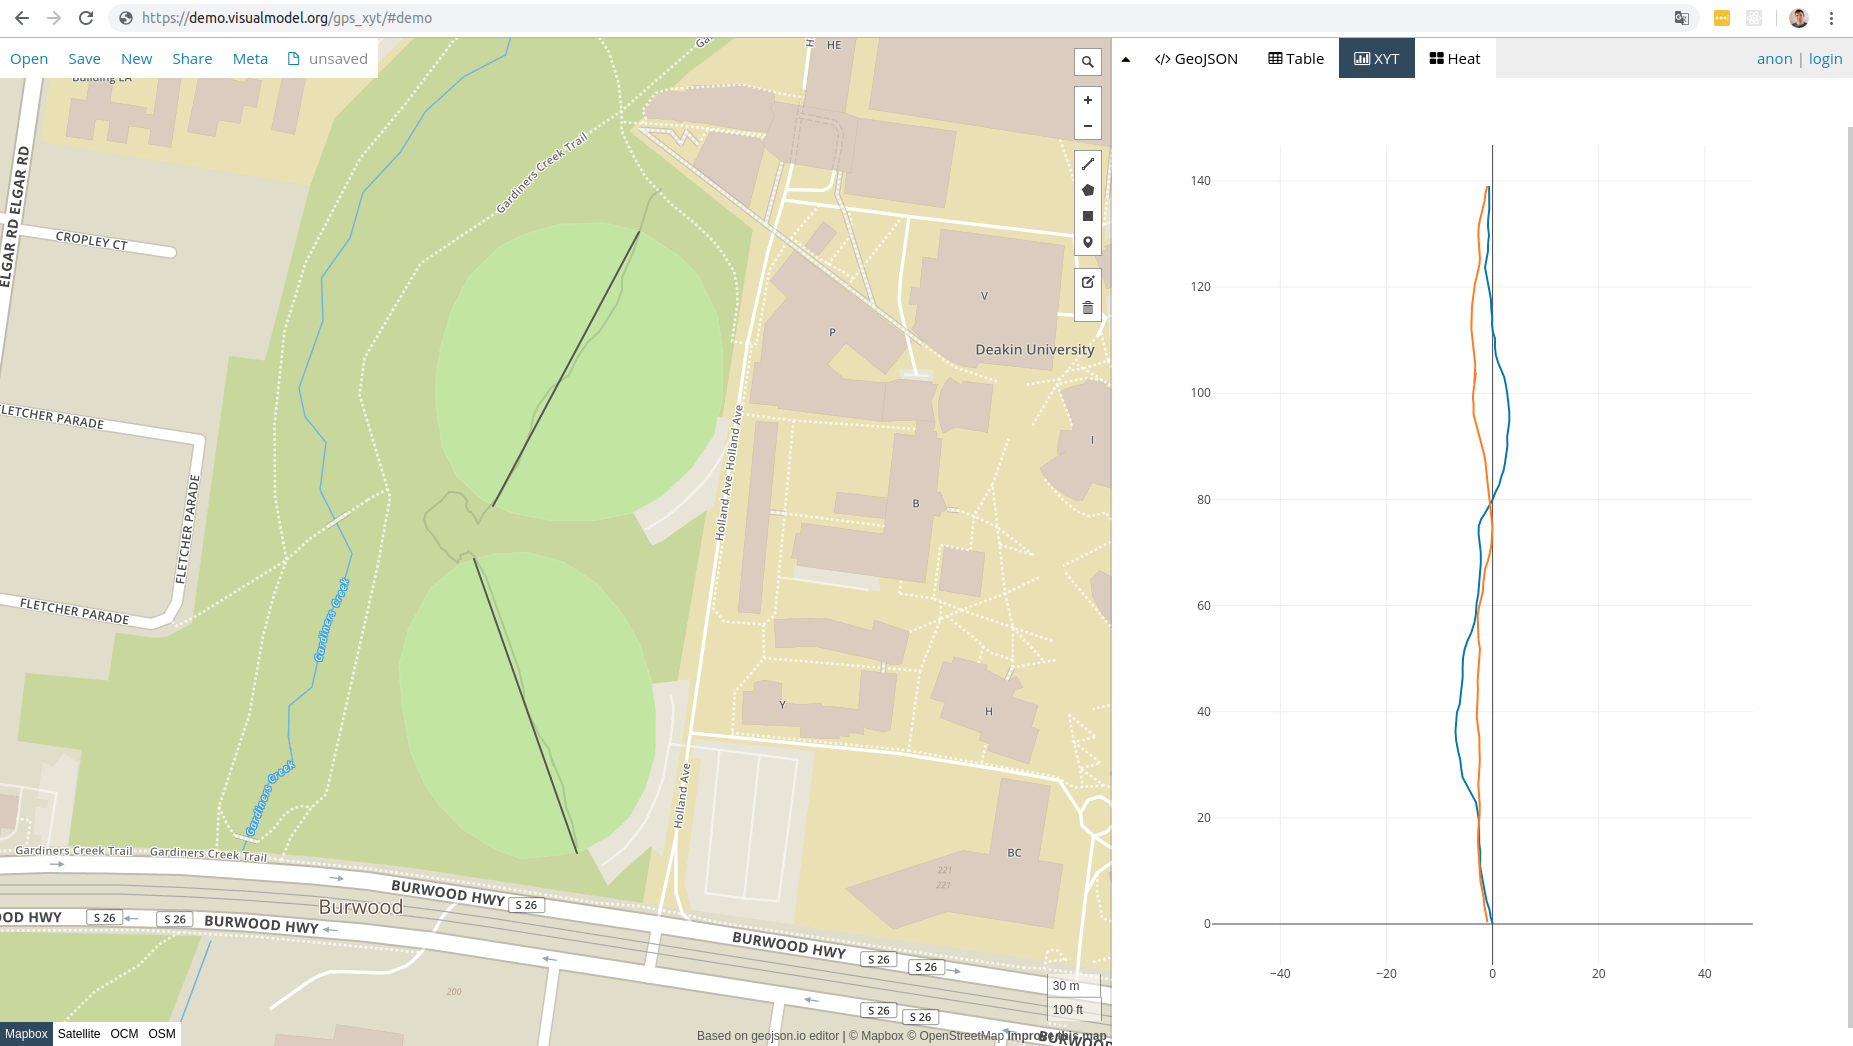 https://demo.visualmodel.org/gps_xyt/#demo
Open Save New Share Meta unsaved
GeoJSON Table XYT Heat
anon | login
Building EA
HE
ELGAR RD ELGAR RD
Gardiners Creek Trail
CROPLEY CT
V
P
Deakin University
FLETCHER PARADE
Holland Ave Holland Ave
I
B
FLETCHER PARADE
FLETCHER PARADE
Gardiners Creek
Y
H
Gardiners Creek
Holland Ave
BC
221
221
Gardiners Creek Trail Gardiners Creek Trail
BURWOOD HWY S 26
Burwood
OOD HWY S 26 S 26 BURWOOD HWY
BURWOOD HWY S 26 S 26
200
S 26 S 26
30 m
100 ft
Mapbox Satellite OCM OSM
Based on geojson.io editor | © Mapbox © OpenStreetMap Improve this map
BURWOOD
140
120
100
80
60
40
20
0
−40 −20 0 20 40